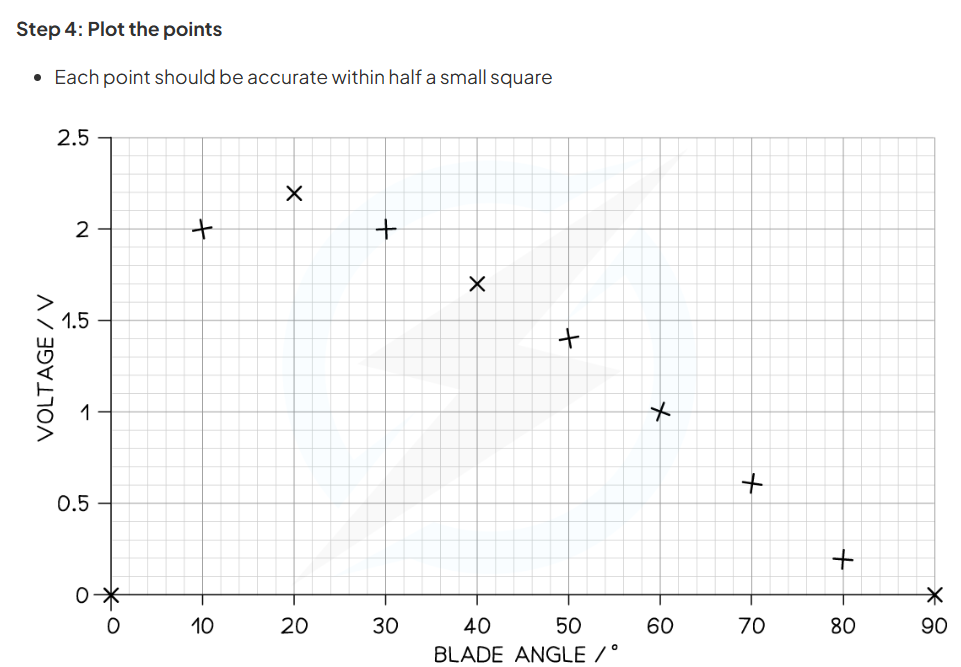 Step 4: Plot the points
• Each point should be accurate within half a small square
2.5
2
1.5
1
0.5
0
VOLTAGE / V
0 10 20 30 40 50 60 70 80 90
BLADE ANGLE / °